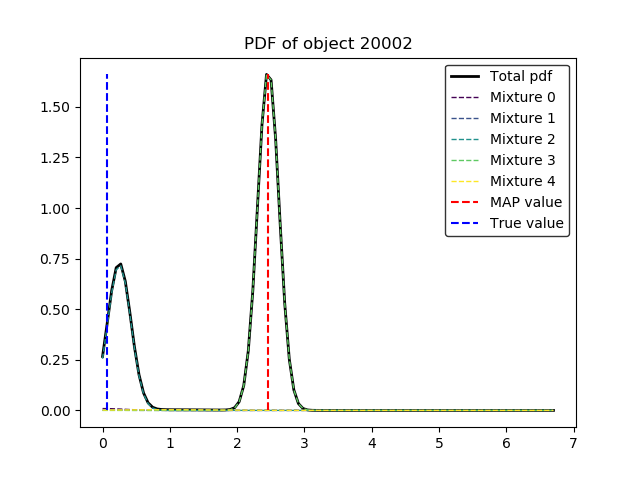 PDF of object 20002
Total pdf
Mixture 0
Mixture 1
Mixture 2
Mixture 3
Mixture 4
MAP value
True value
1.50
1.25
1.00
0.75
0.50
0.25
0.00
0 1 2 3 4 5 6 7